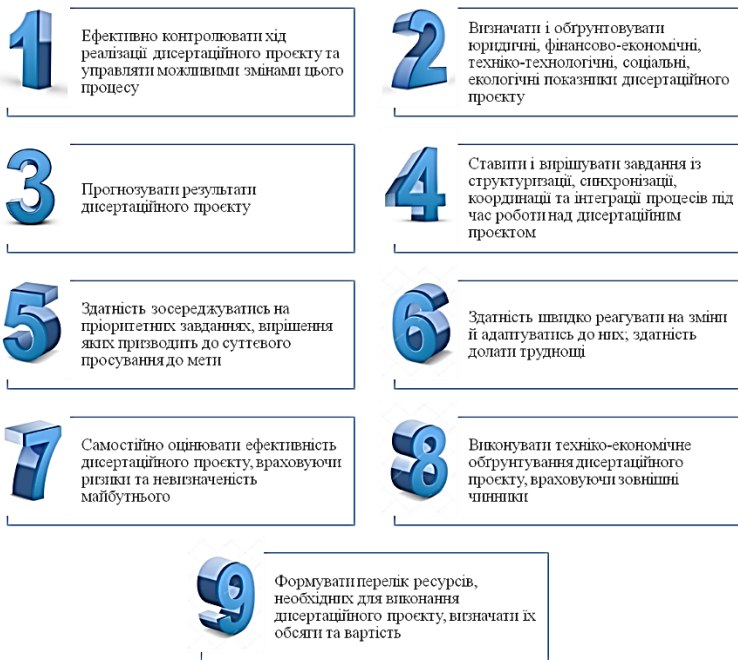 1
Ефективно контролювати хід
реалізації дисертаційного проєкту та
управляти можливими змінами цього
процесу
2
Визначати і обґрунтовувати
юридичні, фінансово-економічні,
техніко-технологічні, соціальні,
екологічні показники дисертаційного
проєкту
3
Прогнозувати результати
дисертаційного проєкту
4
Ставити і вирішувати завдання із
структуризації, синхронізації,
координації та інтеграції процесів під
час роботи над дисертаційним
проєктом
5
Здатність зосереджуватись на
пріоритетних завданнях, вирішення
яких призводить до суттєвого
просування до мети
6
Здатність швидко реагувати на зміни
й адаптуватись до них; здатність
долати труднощі
7
Самостійно оцінювати ефективність
дисертаційного проєкту, враховуючи
ризики та невизначеність
майбутнього
8
Виконувати техніко-економічне
обґрунтування дисертаційного
проєкту, враховуючи зовнішні
чинники
9
Формувати перелік ресурсів,
необхідних для виконання
дисертаційного проєкту, визначати їх
обсяги та вартість